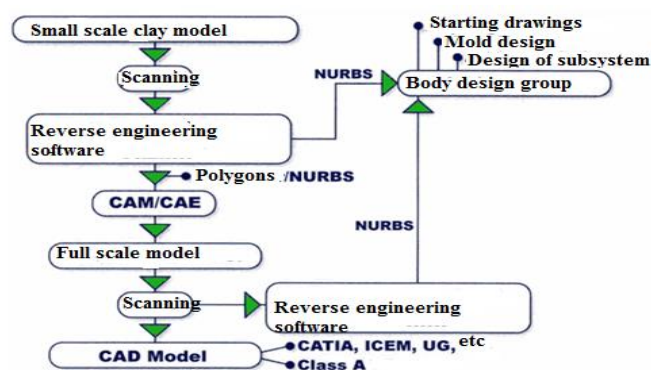 Small scale clay model
Scanning
Reverse engineering
software
Polygons /NURBS
CAM/CAE
Full scale model
Scanning
CAD Model
NURBS
Starting drawings
Mold design
Design of subsystem
Body design group
NURBS
Reverse engineering
software
CATIA, ICEM, UG, etc
Class A